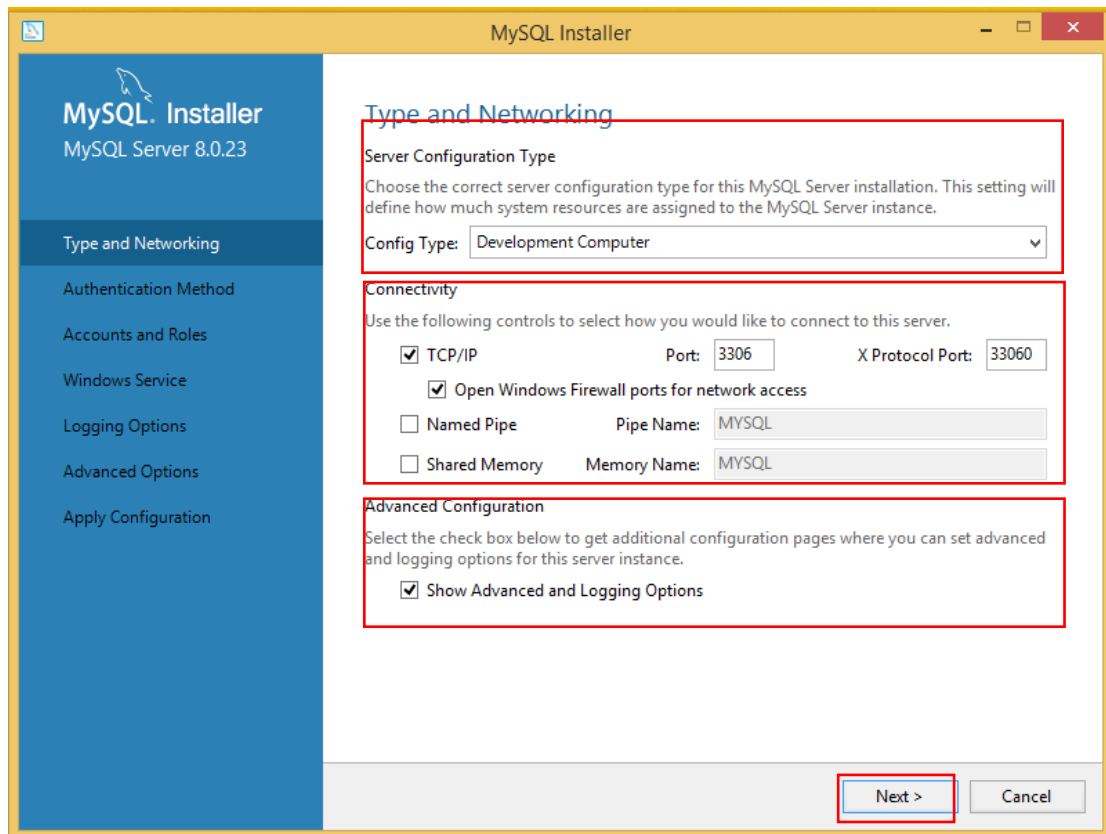 MySQL Installer
MySQL. Installer
MySQL Server 8.0.23
Type and Networking
Authentication Method
Accounts and Roles
Windows Service
Logging Options
Advanced Options
Apply Configuration
Type and Networking
Server Configuration Type
Choose the correct server configuration type for this MySQL Server installation. This setting will
define how much system resources are assigned to the MySQL Server instance.
Config Type: Development Computer
Connectivity
Use the following controls to select how you would like to connect to this server.
TCP/IP Port: 3306 X Protocol Port: 33060
Open Windows Firewall ports for network access
Named Pipe Pipe Name: MYSQL
Shared Memory Memory Name: MYSQL
Advanced Configuration
Select the check box below to get additional configuration pages where you can set advanced
and logging options for this server instance.
Show Advanced and Logging Options
Next > Cancel